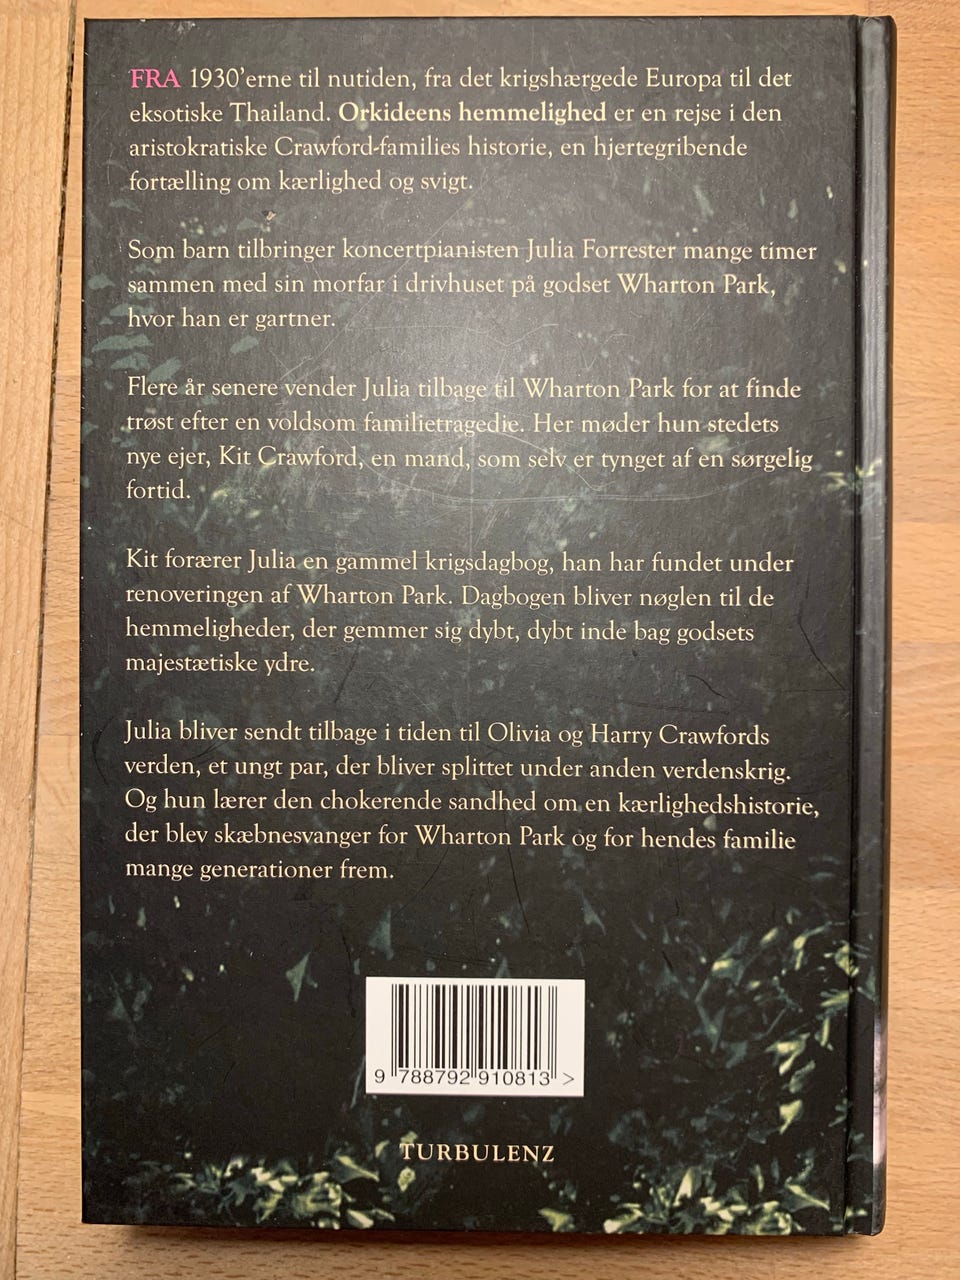 FRA 1930'erne til nutiden, fra det krigshærgede Europa til det
eksotiske Thailand. Orkideens hemmelighed er en rejse i den
aristokratiske Crawford-families historie, en hjertegribende
fortælling om kærlighed og svigt.
Som barn tilbringer koncertpianisten Julia Forrester mange timer
sammen med sin morfar i drivhuset på godset Wharton Park,
hvor han er gartner.
Flere år senere vender Julia tilbage til Wharton Park for at finde
trøst efter en voldsom familietragedie. Her møder hun stedets
nye ejer, Kit Crawford, en mand, som selv er tynget af en sørgelig
fortid.
Kit forærer Julia en gammel krigsdagbog, han har fundet under
renoveringen af Wharton Park. Dagbogen bliver nøglen til de
hemmeligheder, der gemmer sig dybt, dybt inde bag godsets
majestætiske ydre.
Julia bliver sendt tilbage i tiden til Olivia og Harry Crawfords
verden, et ungt par, der bliver splittet under anden verdenskrig.
Og hun lærer den chokerende sandhed om en kærlighedshistorie,
der blev skæbnesvanger for Wharton Park og for hendes familie
mange generationer frem.
9 788792 910813 >
TURBULENZ